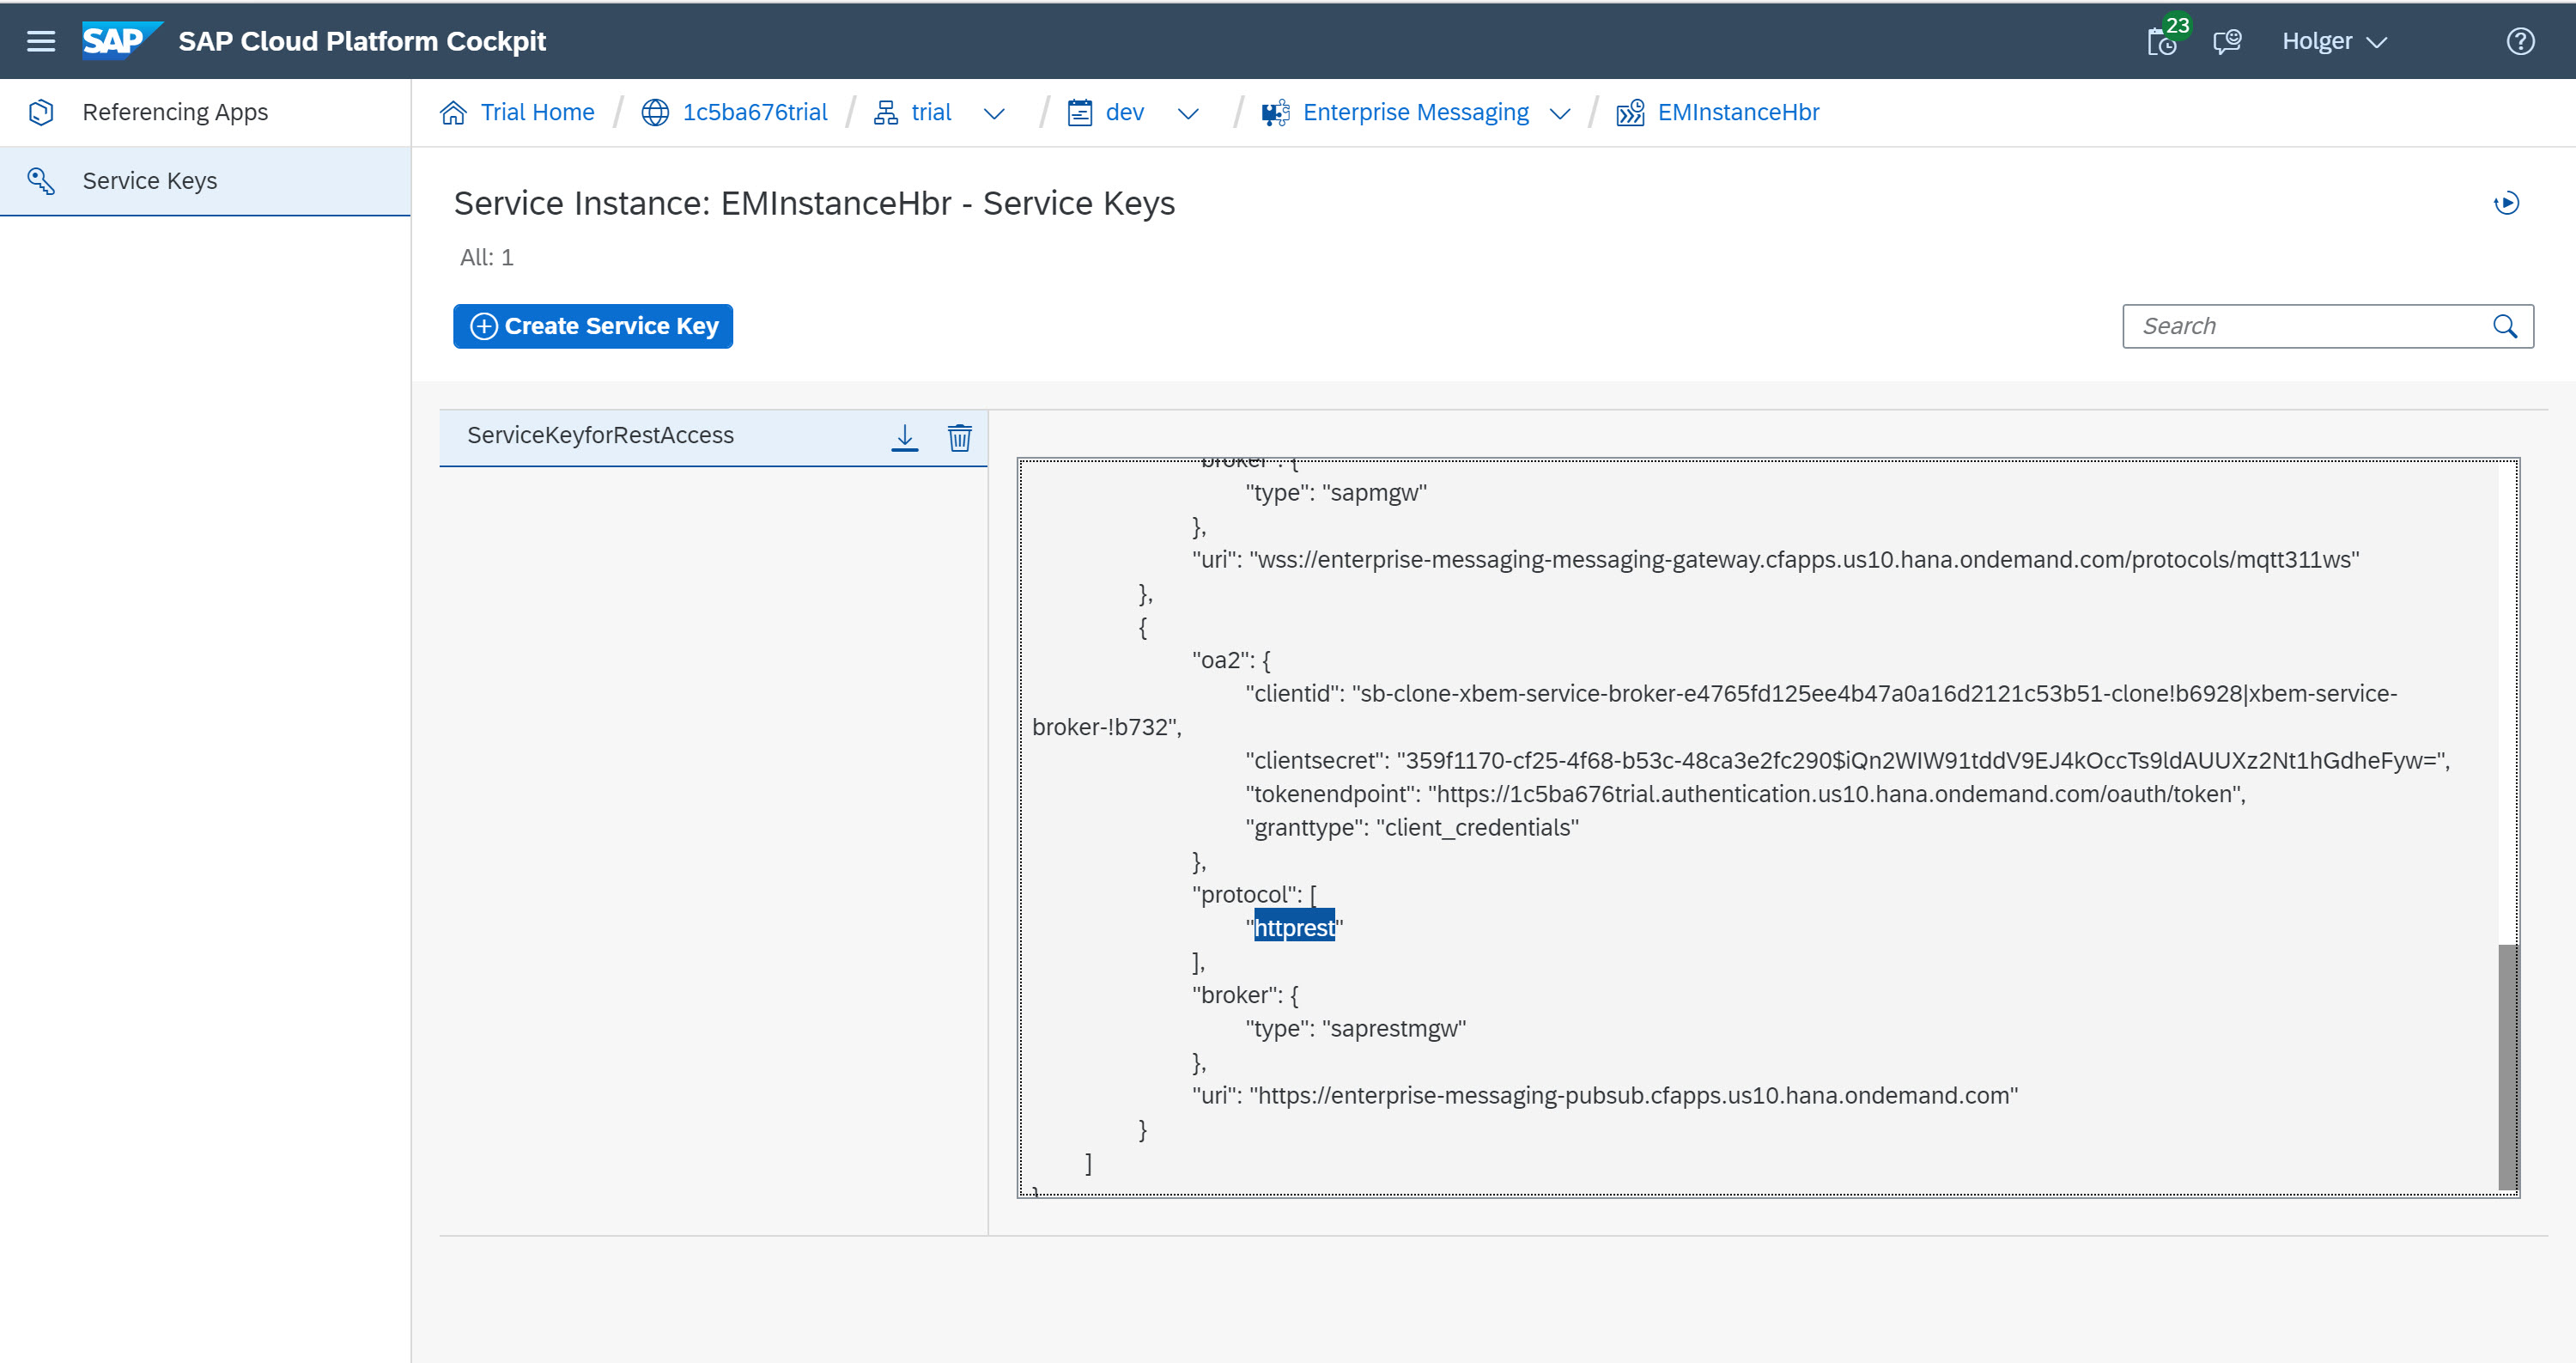 SAP SAP Cloud Platform Cockpit
23
Holger
Referencing Apps
Service Keys
Trial Home / 1c5ba676trial / trial / dev / Enterprise Messaging / EMInstanceHbr
Service Instance: EMInstanceHbr - Service Keys
All: 1
Create Service Key
Search
ServiceKeyforRestAccess
"broker": {
"type": "sapmgw"
},
"uri": "wss://enterprise-messaging-messaging-gateway.cfapps.us10.hana.ondemand.com/protocols/mqtt311ws"
},
{
"oa2": {
"clientid": "sb-clone-xbem-service-broker-e4765fd125ee4b47a0a16d2121c53b51-clone!b6928|xbem-service-
broker-!b732",
"clientsecret": "359f1170-cf25-4f68-b53c-48ca3e2fc290$iQn2WIW91tddV9EJ4kOccTs9ldAUUXz2Nt1hGdheFyw=",
"tokenendpoint": "https://1c5ba676trial.authentication.us10.hana.ondemand.com/oauth/token",
"granttype": "client_credentials"
},
"protocol": [
"httprest"
],
"broker": {
"type": "saprestmgw"
},
"uri": "https://enterprise-messaging-pubsub.cfapps.us10.hana.ondemand.com"
}
]
}